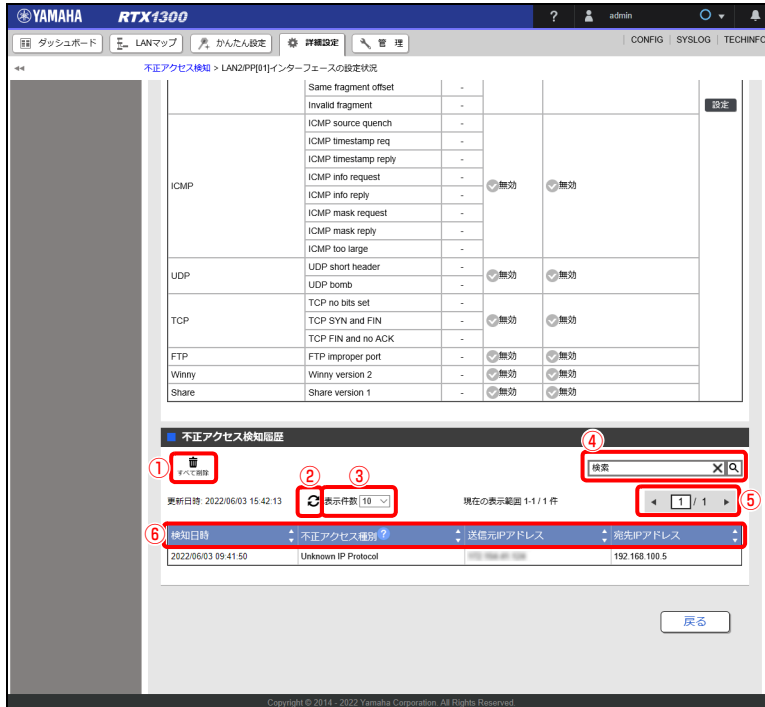 YAMAHA RTX1300 ? admin
ダッシュボード LANマップ かんたん設定 詳細設定 管理 CONFIG SYSLOG TECHINFO
不正アクセス検知 > LAN2/PP[01]インターフェースの設定状況
Same fragment offset -
Invalid fragment - 設定
ICMP source quench -
ICMP timestamp req -
ICMP timestamp reply -
ICMP info request -
ICMP 無効 無効
ICMP info reply -
ICMP mask request -
ICMP mask reply -
ICMP too large -
UDP UDP short header - 無効 無効
UDP bomb -
TCP no bits set -
TCP TCP SYN and FIN - 無効 無効
TCP FIN and no ACK -
FTP FTP improper port - 無効 無効
Winny Winny version 2 - 無効 無効
Share Share version 1 - 無効 無効
不正アクセス検知履歴
① すべて削除 ② ③ ④ 検索
更新日時: 2022/06/03 15:42:13 表示件数 10 現在の表示範囲 1-1 / 1 件 1 / 1 ⑤
⑥ 検知日時 不正アクセス種別 ? 送信元IPアドレス 宛先IPアドレス
2022/06/03 09:41:50 Unknown IP Protocol 192.168.100.5
戻る
Copyright © 2014 - 2022 Yamaha Corporation. All Rights Reserved.